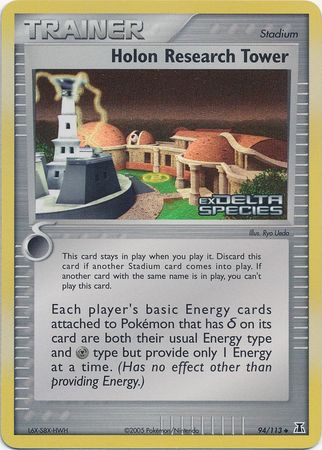 TRAINER
Stadium
Holon Research Tower
EX DELTA
SPECIES
Illus. Ryo Ueda
This card stays in play when you play it. Discard this
card if another Stadium card comes into play. If another
card with the same name is in play, you can't
play this card.
Each player's basic Energy cards
attached to Pokémon that has δ on its
card are both their usual Energy type
and type but provide only 1 Energy
at a time. (Has no effect other than
providing Energy.)
L6X-S8X-HWH
©2005 Pokémon/Nintendo
94/113 ◆